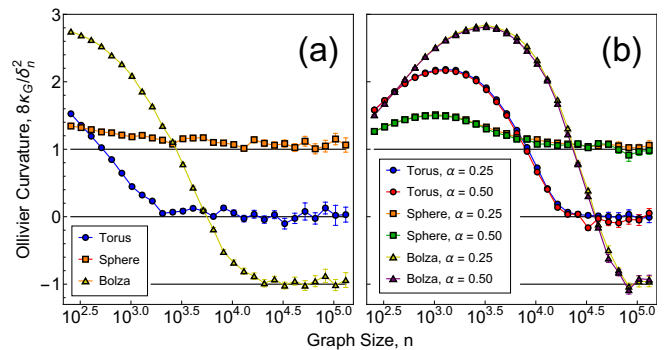 (a)
(b)
Ollivier Curvature, 8κ_G/δ_n^2
3
2
1
0
−1
Torus
Sphere
Bolza
Torus, α = 0.25
Torus, α = 0.50
Sphere, α = 0.25
Sphere, α = 0.50
Bolza, α = 0.25
Bolza, α = 0.50
10^2.5 10^3.0 10^3.5 10^4.0 10^4.5 10^5.0 10^2.5 10^3.0 10^3.5 10^4.0 10^4.5 10^5.0
Graph Size, n